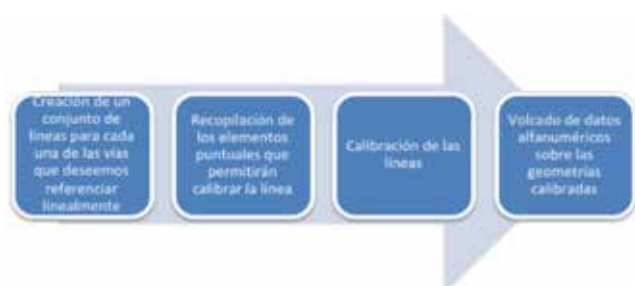 Creación de un
conjunto de
líneas para cada
una de las vías
que deseemos
referenciar
linealmente
Recopilación de
los elementos
puntuales que
permitirán
calibrar la línea
Calibración de las
líneas
Volcado de datos
alfanuméricos
sobre las
geometrías
calibradas